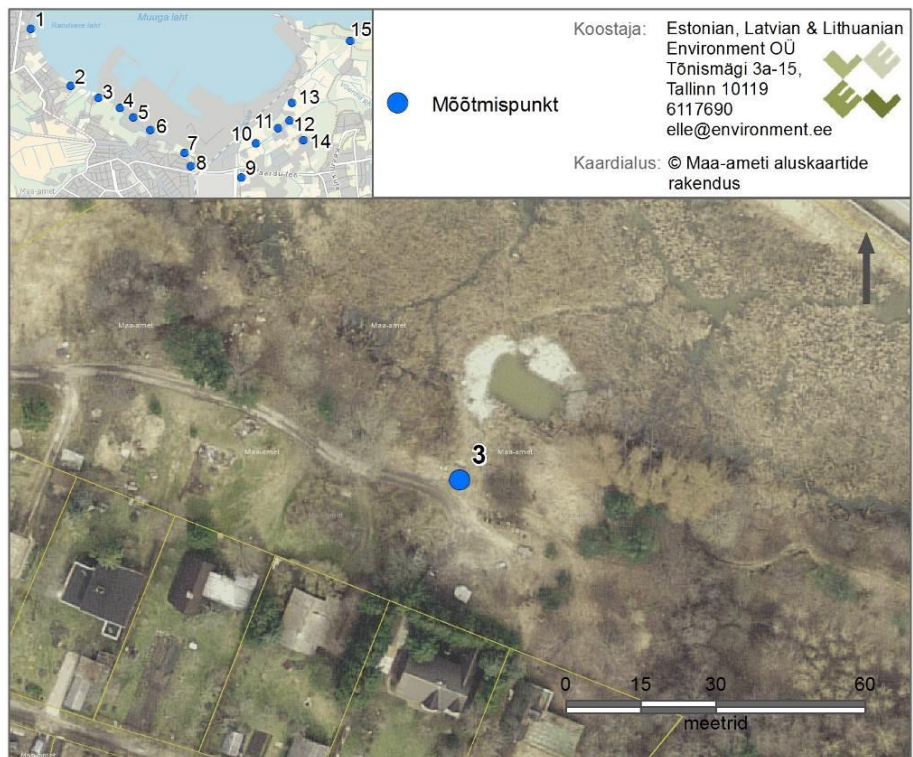 Muuga laht
Randvere laht
1
2
3
4
5
6
7
8
9
10
11
12
13
14
15
Maa-amet
Mõõtmispunkt
Koostaja: Estonian, Latvian & Lithuanian
Environment OÜ
Tõnismägi 3a-15,
Tallinn 10119
6117690
elle@environment.ee
Kaardialus: © Maa-ameti aluskaartide
rakendus
Maa-amet
Maa-amet
3
Maa-amet
Maa-amet
Maa-amet
0 15 30 60
meetrid
Maa-amet